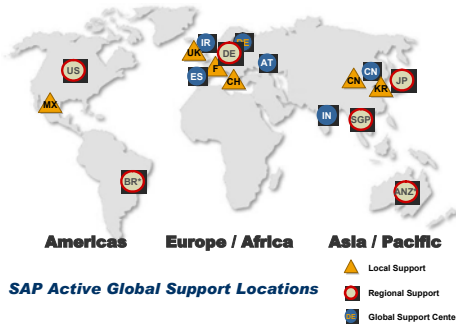 IR
UK
DE
DE
US
F
AT
ES
CH
CN
CN
JP
KR
MX
IN
SGP
BR*
ANZ*
Americas
Europe / Africa
Asia / Pacific
Local Support
SAP Active Global Support Locations
Regional Support
DE
Global Support Cente